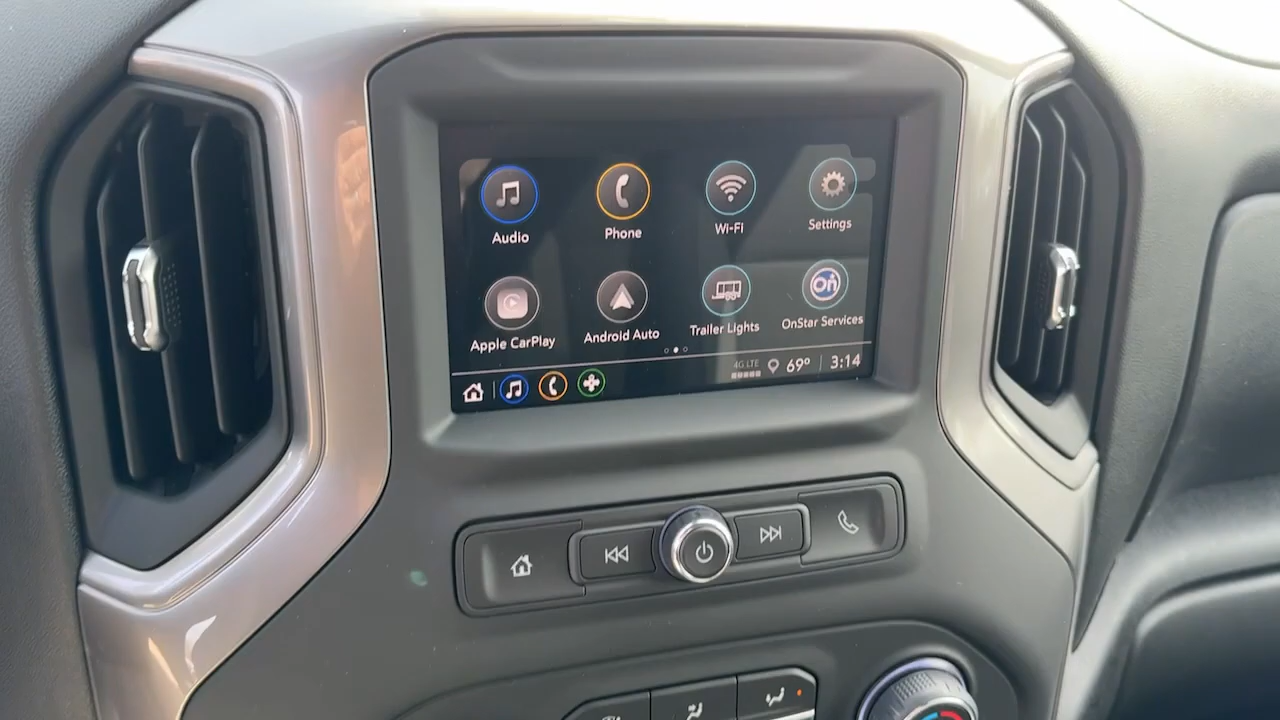 Audio Phone Wi-Fi Settings
Apple CarPlay Android Auto Trailer Lights OnStar Services
4G LTE 69° 3:14